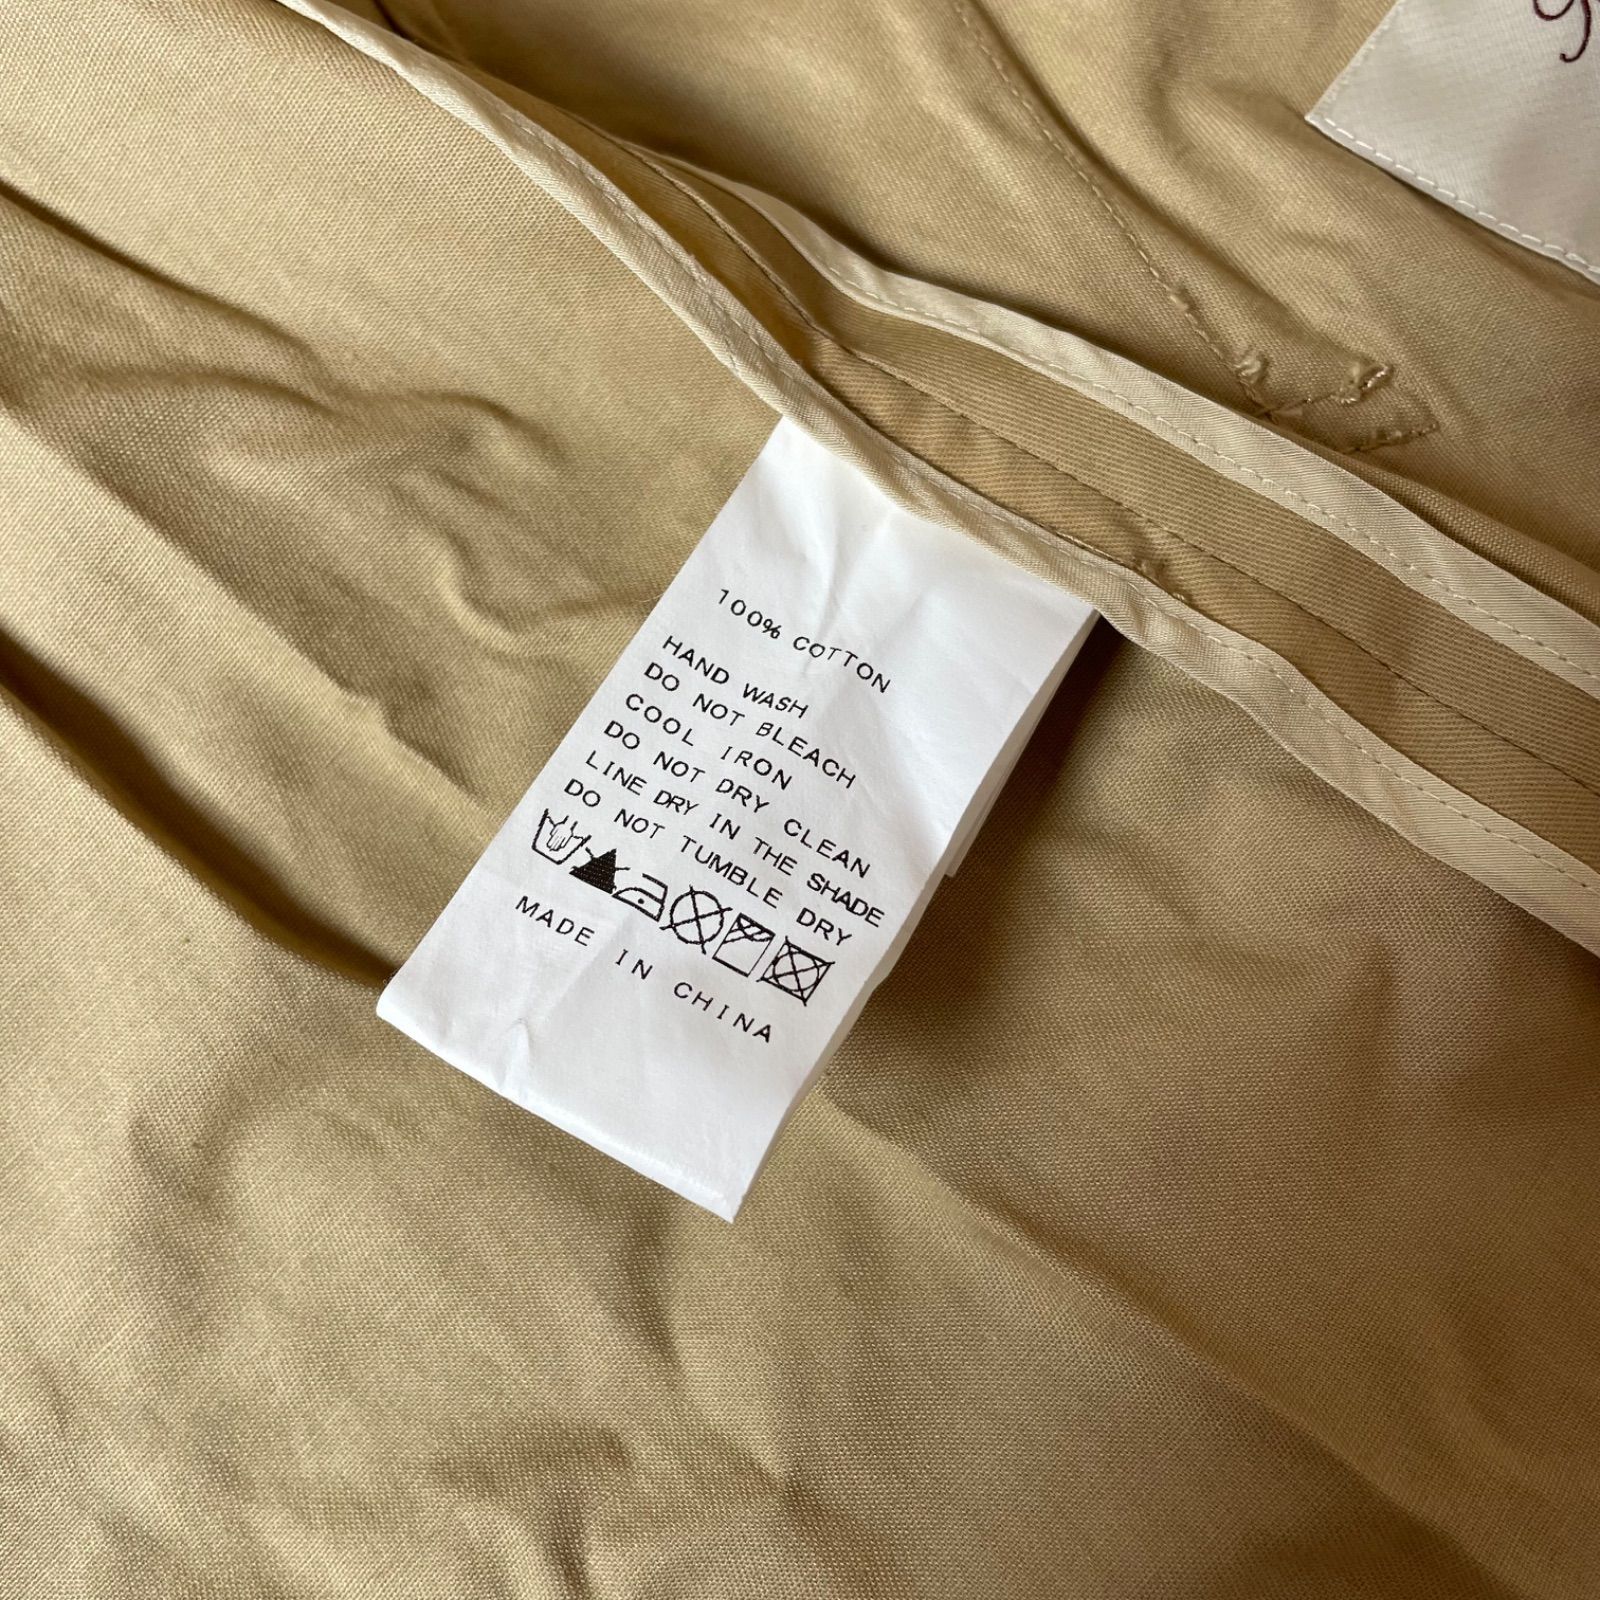 100% COTTON
HAND WASH
DO NOT BLEACH
COOL IRON
DO NOT DRY CLEAN
LINE DRY IN THE SHADE
DO NOT TUMBLE DRY
MADE IN CHINA